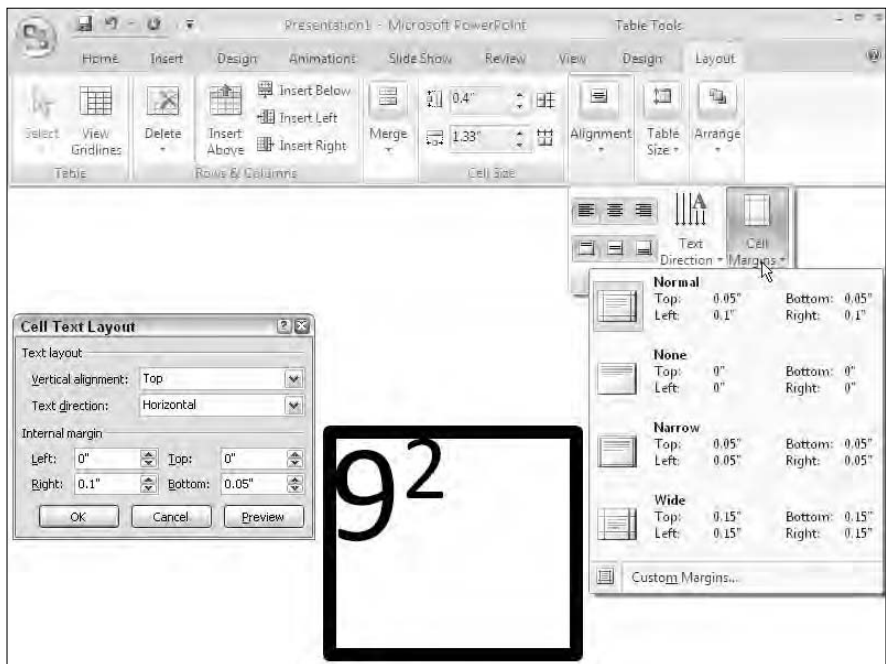 Presentation1 - Microsoft PowerPoint Table Tools
Home Insert Design Animations Slide Show Review View Design Layout
Select
View Gridlines
Table
Delete
Insert Above
Insert Below
Insert Left
Insert Right
Rows & Columns
Merge
0.4"
1.33"
Cell Size
Alignment
Table Size
Arrange
Text Direction
Cell Margins
Normal
Top: 0.05" Bottom: 0.05"
Left: 0.1" Right: 0.1"
None
Top: 0" Bottom: 0"
Left: 0" Right: 0"
Narrow
Top: 0.05" Bottom: 0.05"
Left: 0.05" Right: 0.05"
Wide
Top: 0.15" Bottom: 0.15"
Left: 0.15" Right: 0.15"
Custom Margins...
Cell Text Layout
Text layout
Vertical alignment: Top
Text direction: Horizontal
Internal margin
Left: 0" Top: 0"
Right: 0.1" Bottom: 0.05"
OK Cancel Preview
9²